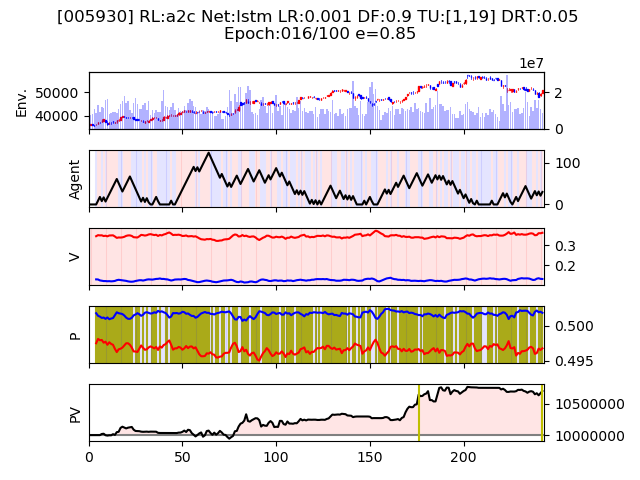 [005930] RL:a2c Net:lstm LR:0.001 DF:0.9 TU:[1,19] DRT:0.05
Epoch:016/100 e=0.85
1e7
Env.
50000
40000
2
0
Agent
100
0
V
0.3
0.2
P
0.500
0.495
PV
10500000
10000000
0 50 100 150 200